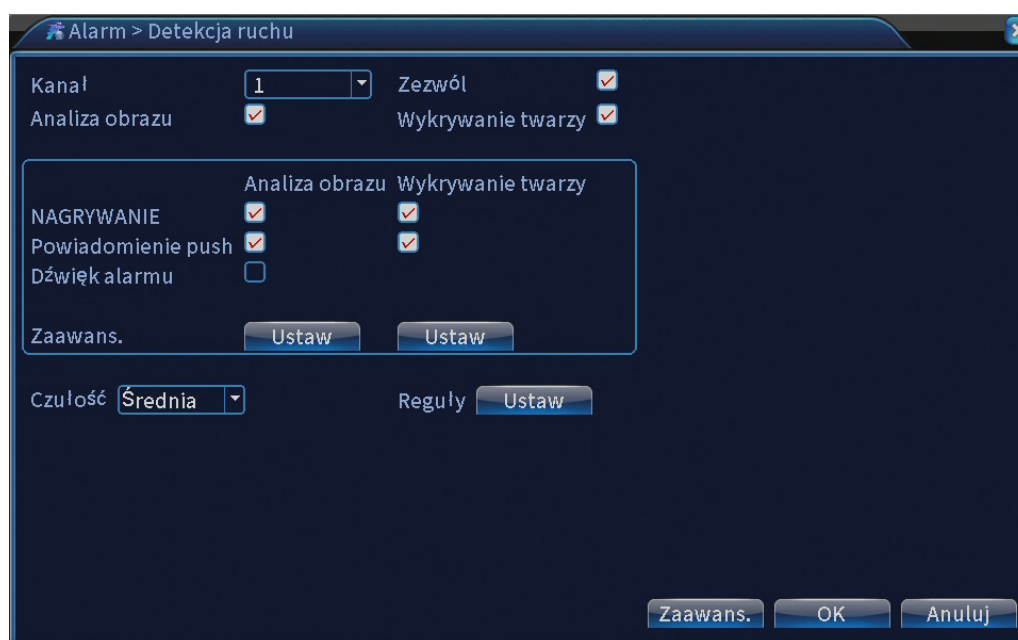 Alarm > Detekcja ruchu
Kanał 1 Zezwól
Analiza obrazu Wykrywanie twarzy
Analiza obrazu Wykrywanie twarzy
NAGRYWANIE
Powiadomienie push
Dźwięk alarmu
Zaawans. Ustaw Ustaw
Czułość Średnia Reguły Ustaw
Zaawans. OK Anuluj